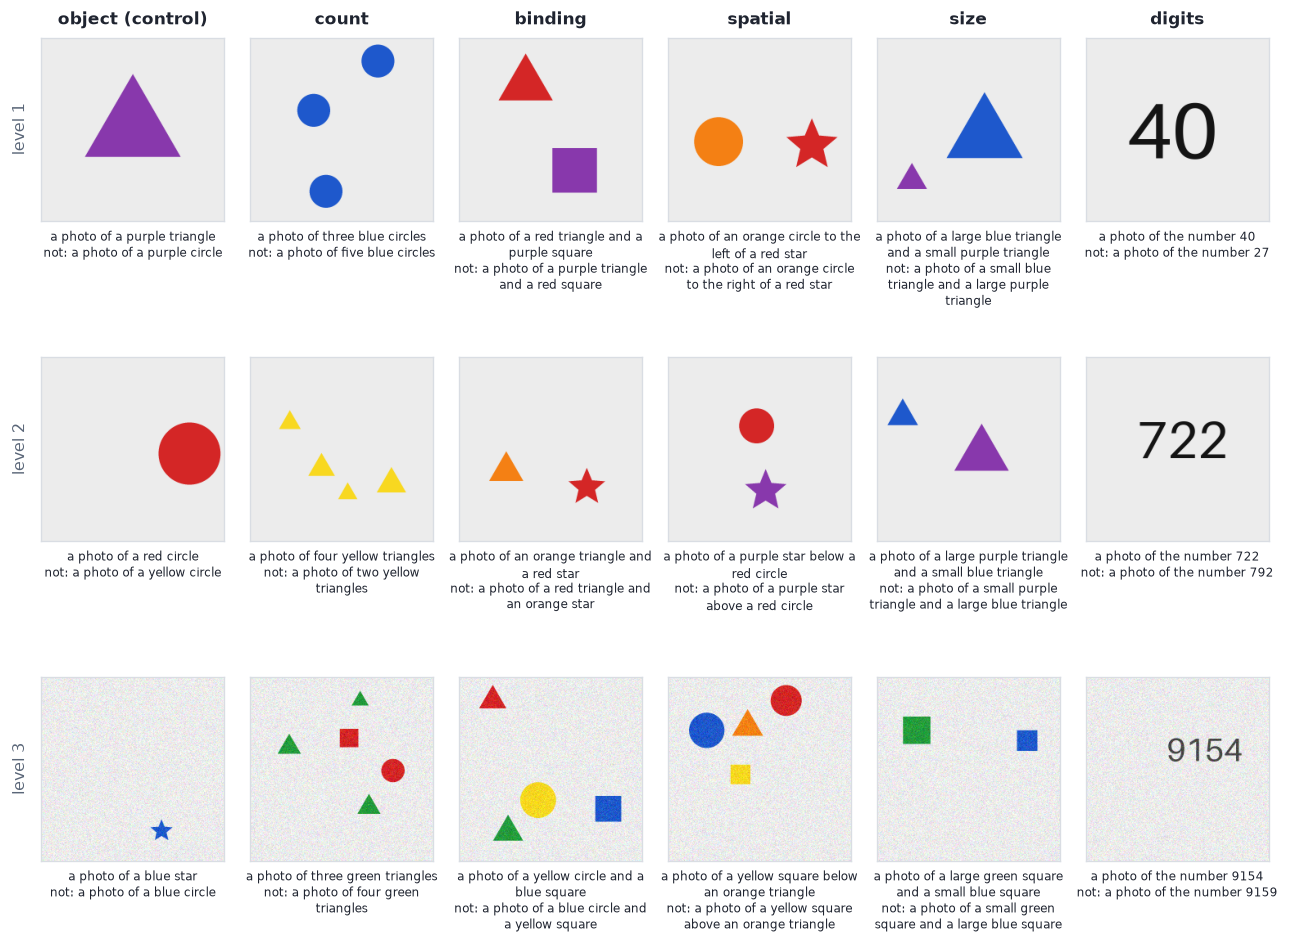 object (control)
count
binding
spatial
size
digits
level 1
40
a photo of a purple triangle
not: a photo of a purple circle
a photo of three blue circles
not: a photo of five blue circles
a photo of a red triangle and a
purple square
not: a photo of a purple triangle
and a red square
a photo of an orange circle to the
left of a red star
not: a photo of an orange circle
to the right of a red star
a photo of a large blue triangle
and a small purple triangle
not: a photo of a small blue
triangle and a large purple
triangle
a photo of the number 40
not: a photo of the number 27
level 2
722
a photo of a red circle
not: a photo of a yellow circle
a photo of four yellow triangles
not: a photo of two yellow
triangles
a photo of an orange triangle and
a red star
not: a photo of a red triangle and
an orange star
a photo of a purple star below a
red circle
not: a photo of a purple star
above a red circle
a photo of a large purple triangle
and a small blue triangle
not: a photo of a small purple
triangle and a large blue triangle
a photo of the number 722
not: a photo of the number 792
level 3
9154
a photo of a blue star
not: a photo of a blue circle
a photo of three green triangles
not: a photo of four green
triangles
a photo of a yellow circle and a
blue square
not: a photo of a blue circle and
a yellow square
a photo of a yellow square below
an orange triangle
not: a photo of a yellow square
above an orange triangle
a photo of a large green square
and a small blue square
not: a photo of a small green
square and a large blue square
a photo of the number 9154
not: a photo of the number 9159